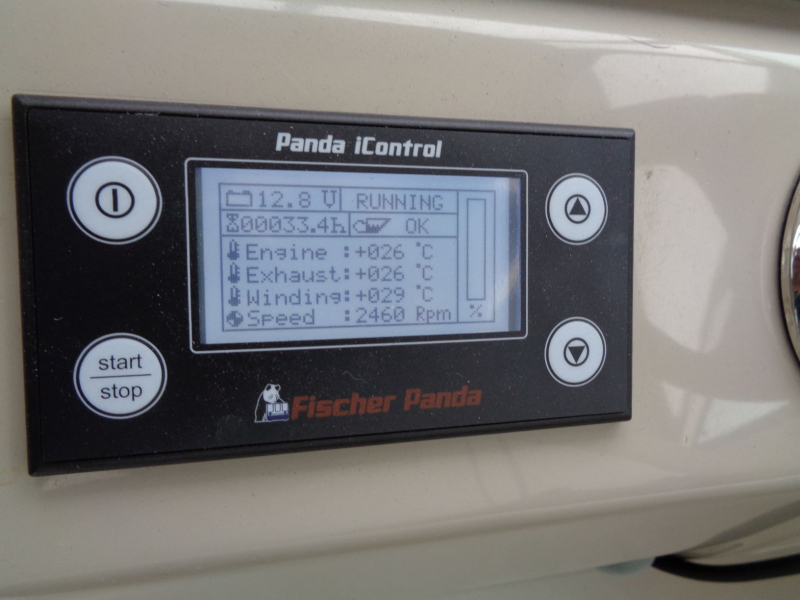 Panda iControl
12.8 V RUNNING
00033.4h OK
Engine :+026 °C
Exhaust:+026 °C
Winding:+029 °C
Speed :2460 Rpm
%
start
stop
Fischer Panda